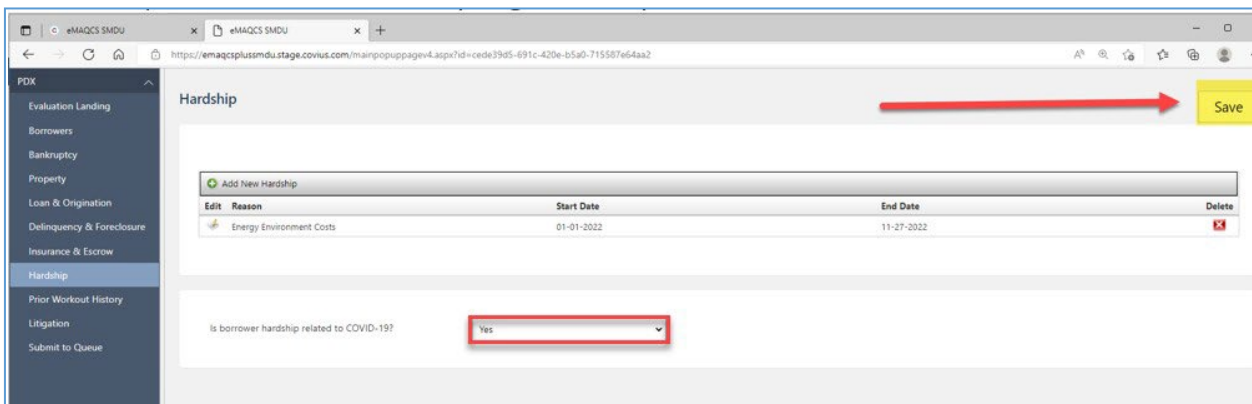 eMAQCS SMDU
eMAQCS SMDU
https://emaqcsplussmdu.stage.covius.com/mainpopuppagev4.aspx?id=cede39d5-691c-420e-b5a0-715587e64aa2
PDX
Evaluation Landing
Borrowers
Bankruptcy
Property
Loan & Origination
Delinquency & Foreclosure
Insurance & Escrow
Hardship
Prior Workout History
Litigation
Submit to Queue
Hardship
Save
Add New Hardship
Edit Reason Start Date End Date Delete
Energy Environment Costs 01-01-2022 11-27-2022
Is borrower hardship related to COVID-19? Yes